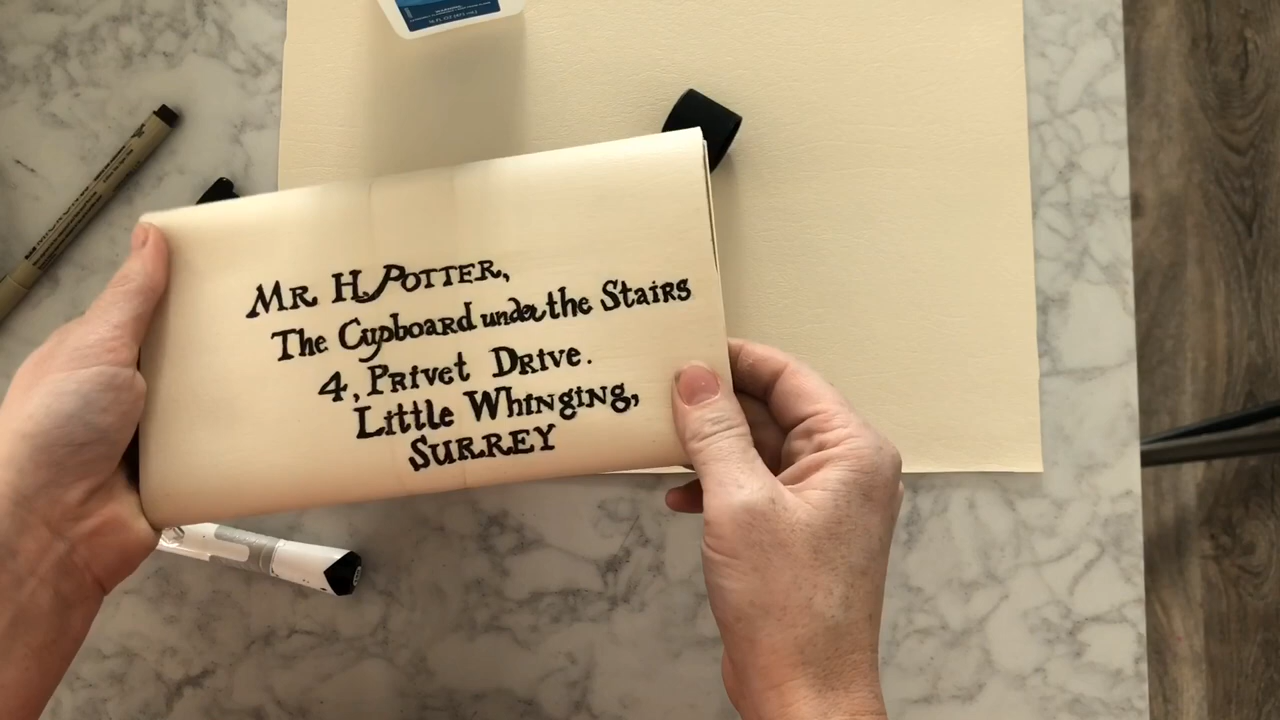 Mr H Potter,
The Cupboard under the Stairs
4, Privet Drive.
Little Whinging,
SURREY